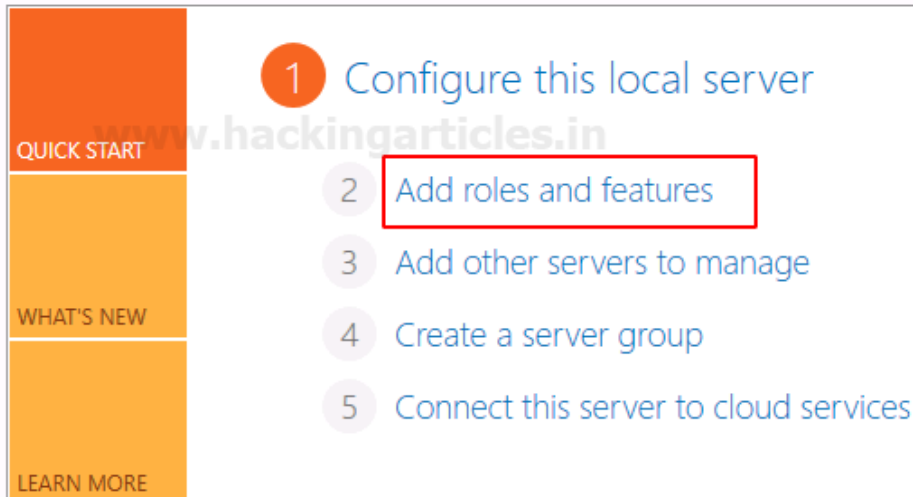 1 Configure this local server
www.hackingarticles.in
QUICK START
2 Add roles and features
3 Add other servers to manage
WHAT'S NEW
4 Create a server group
5 Connect this server to cloud services
LEARN MORE